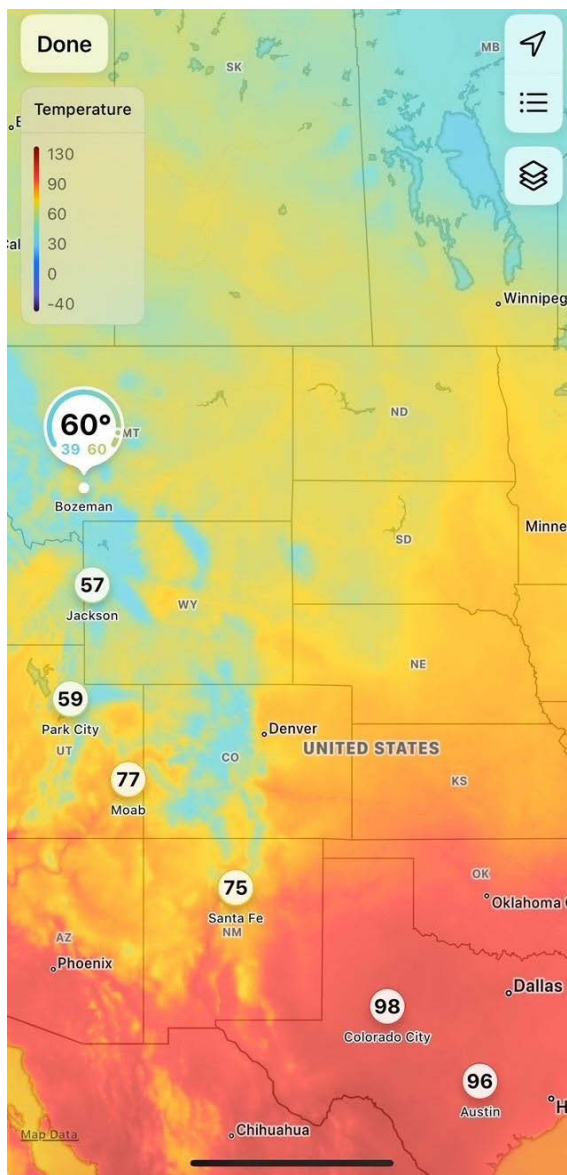 Done
MB
SK
Temperature
130
90
60
30
0
-40
Winnipeg
60°
39 60
MT
ND
Bozeman
SD
Minne
57
Jackson
WY
NE
59
Park City
Denver
UT
CO
UNITED STATES
77
Moab
KS
75
Santa Fe
NM
OK
Oklahoma C
AZ
Phoenix
98
Colorado City
Dallas
96
Austin
H
Chihuahua
Map Data